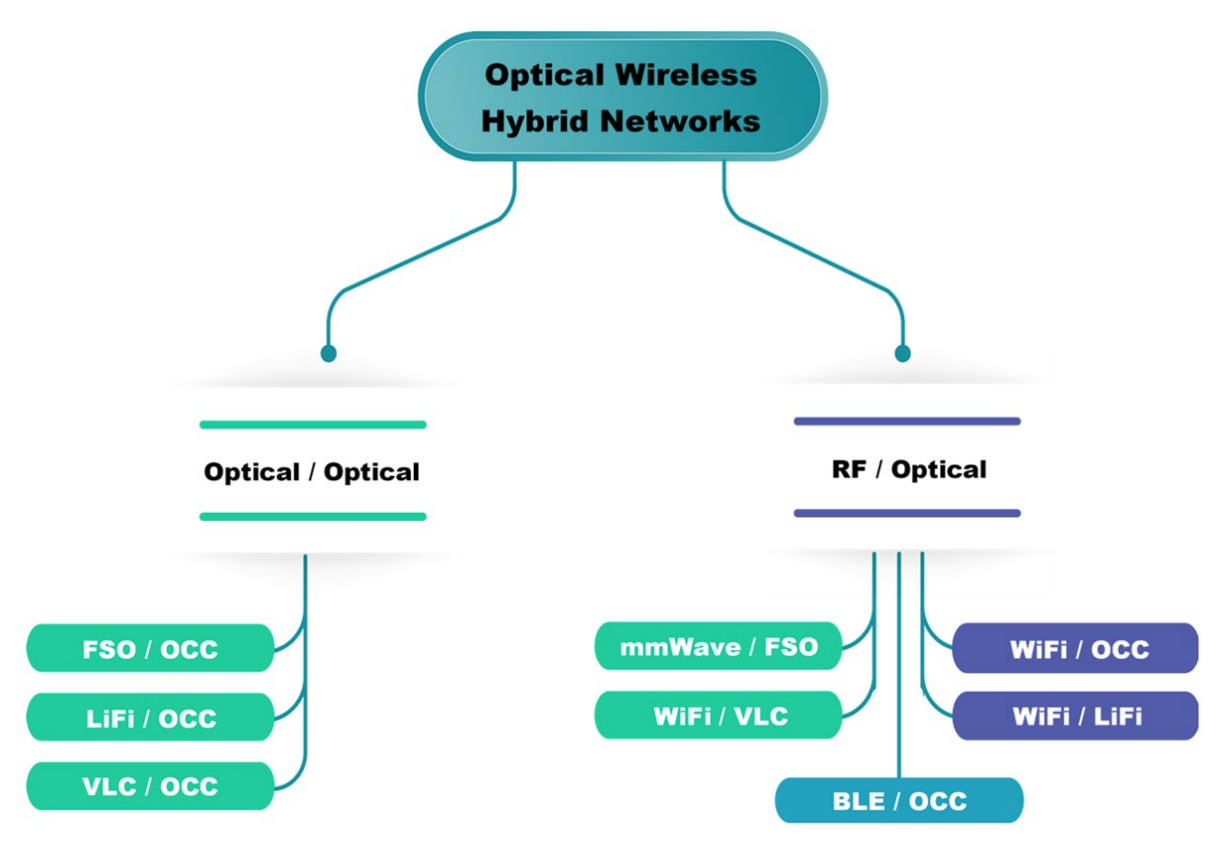 Optical Wireless
Hybrid Networks
Optical / Optical
RF / Optical
FSO / OCC
LiFi / OCC
VLC / OCC
mmWave / FSO
WiFi / VLC
WiFi / OCC
WiFi / LiFi
BLE / OCC